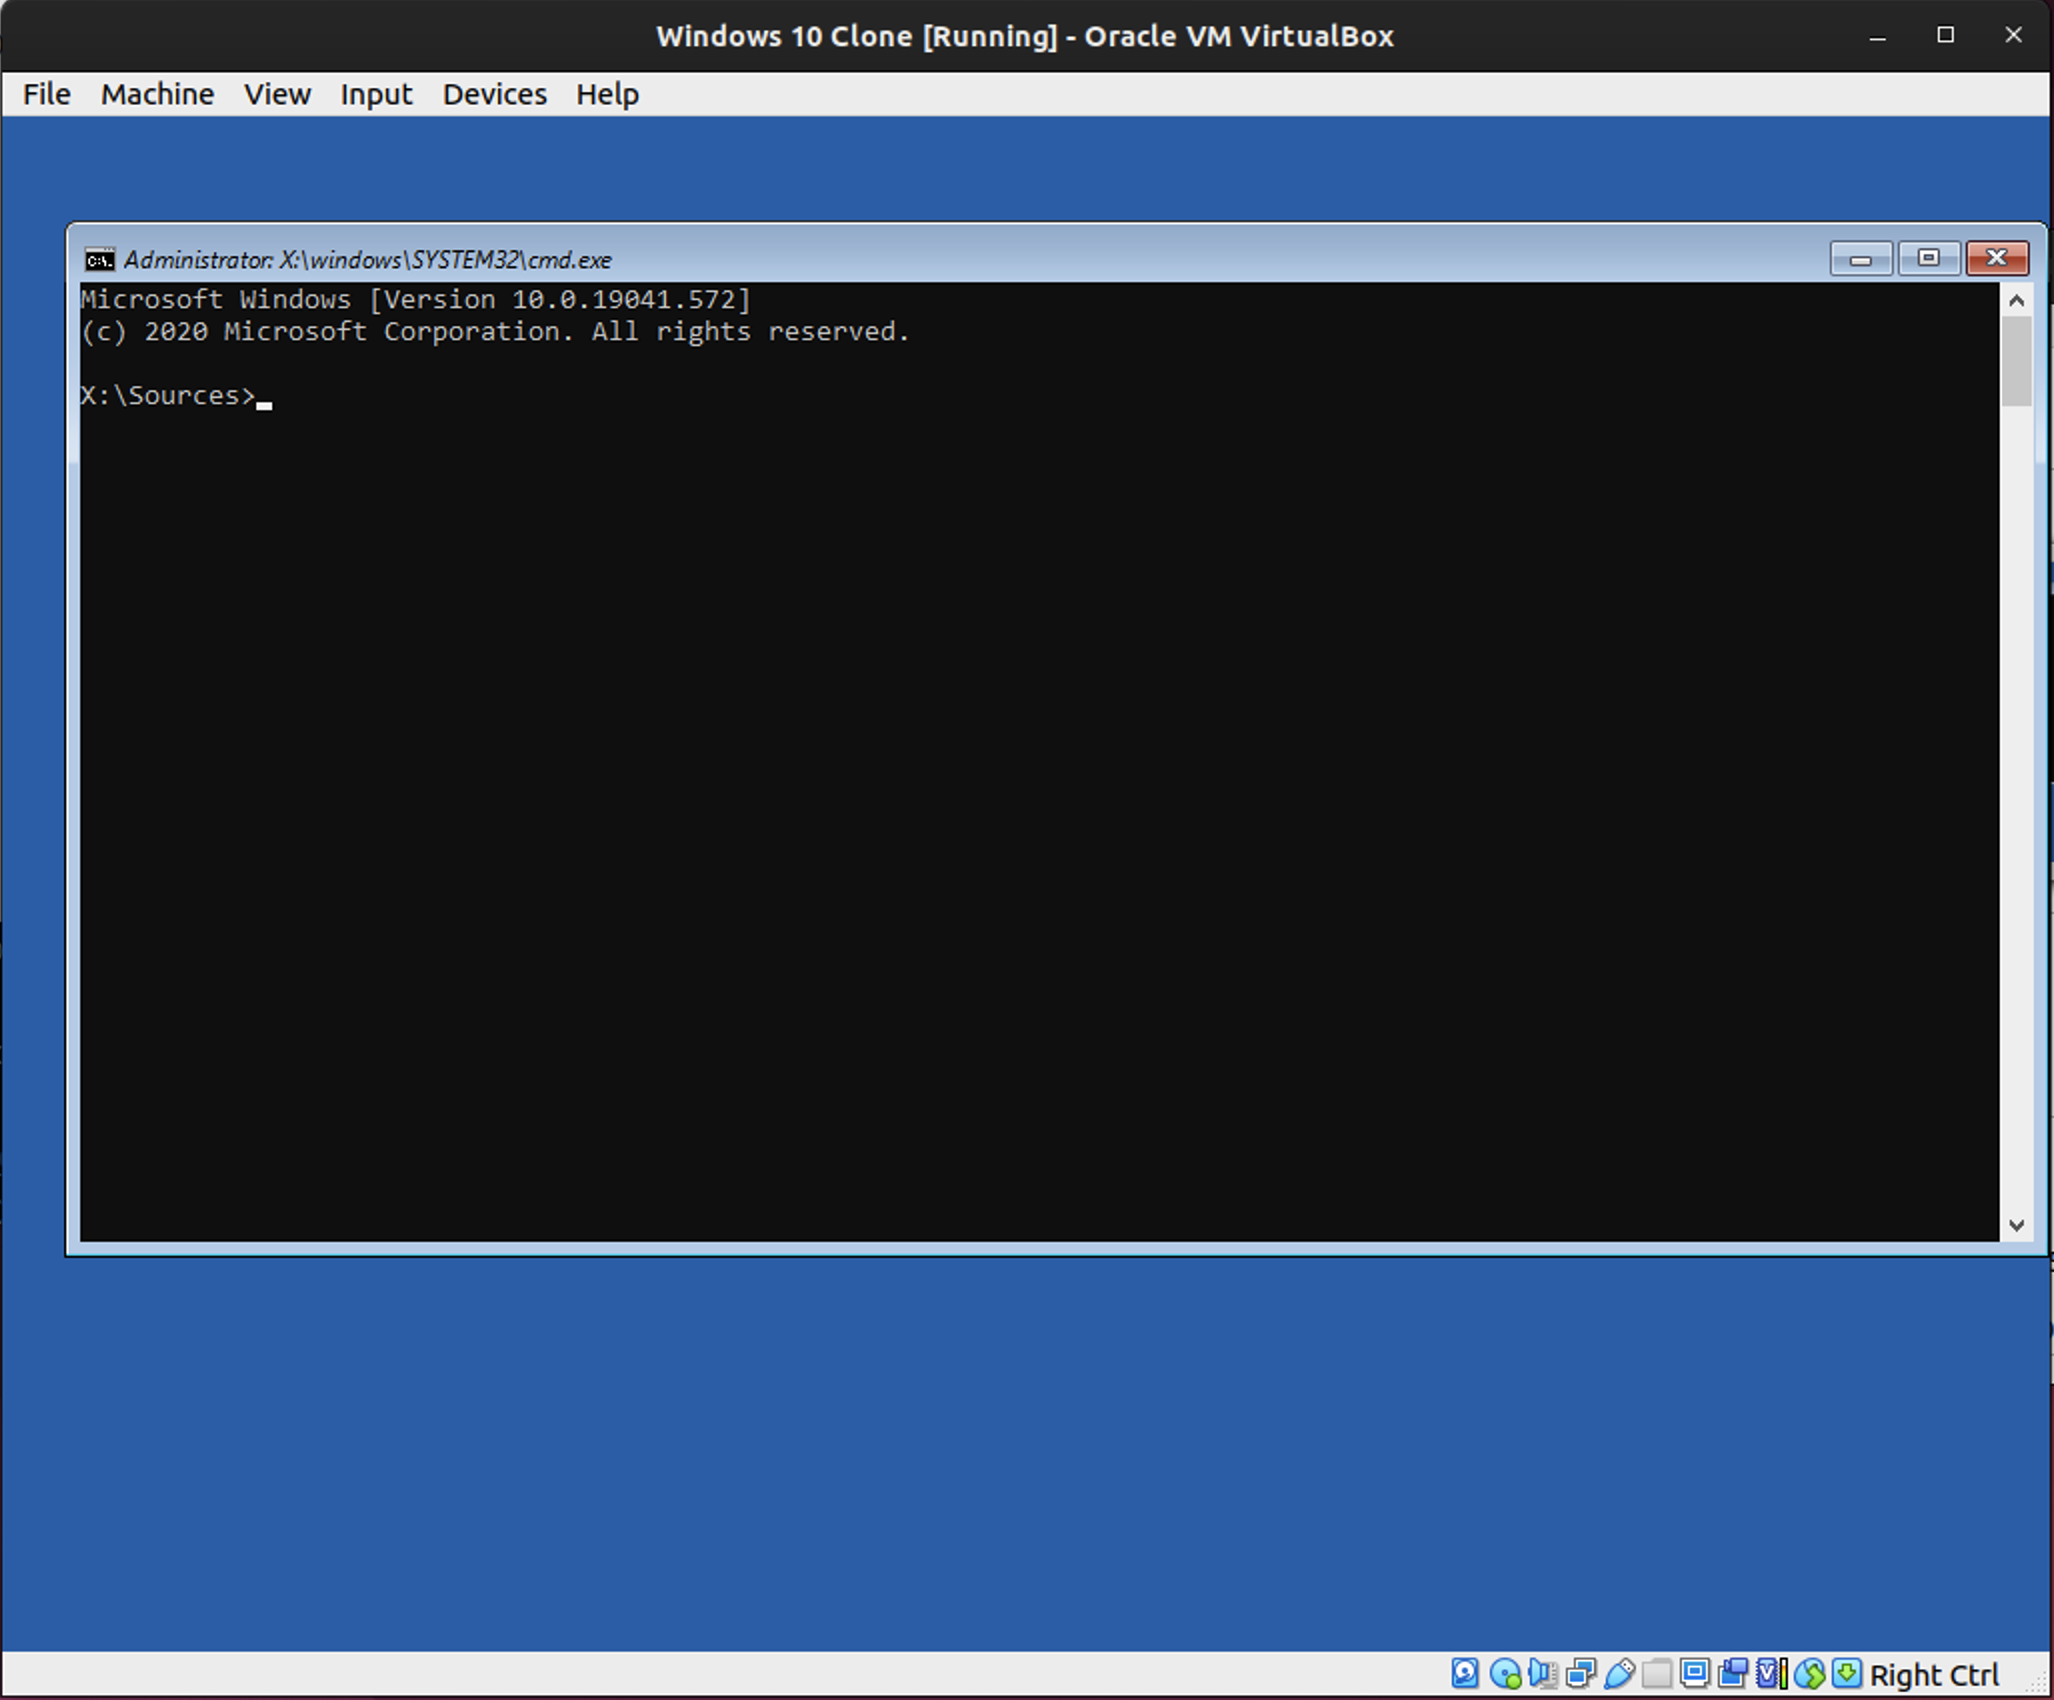 Windows 10 Clone [Running] - Oracle VM VirtualBox
File Machine View Input Devices Help
Administrator: X:\windows\SYSTEM32\cmd.exe
Microsoft Windows [Version 10.0.19041.572]
(c) 2020 Microsoft Corporation. All rights reserved.
X:\Sources>
Right Ctrl